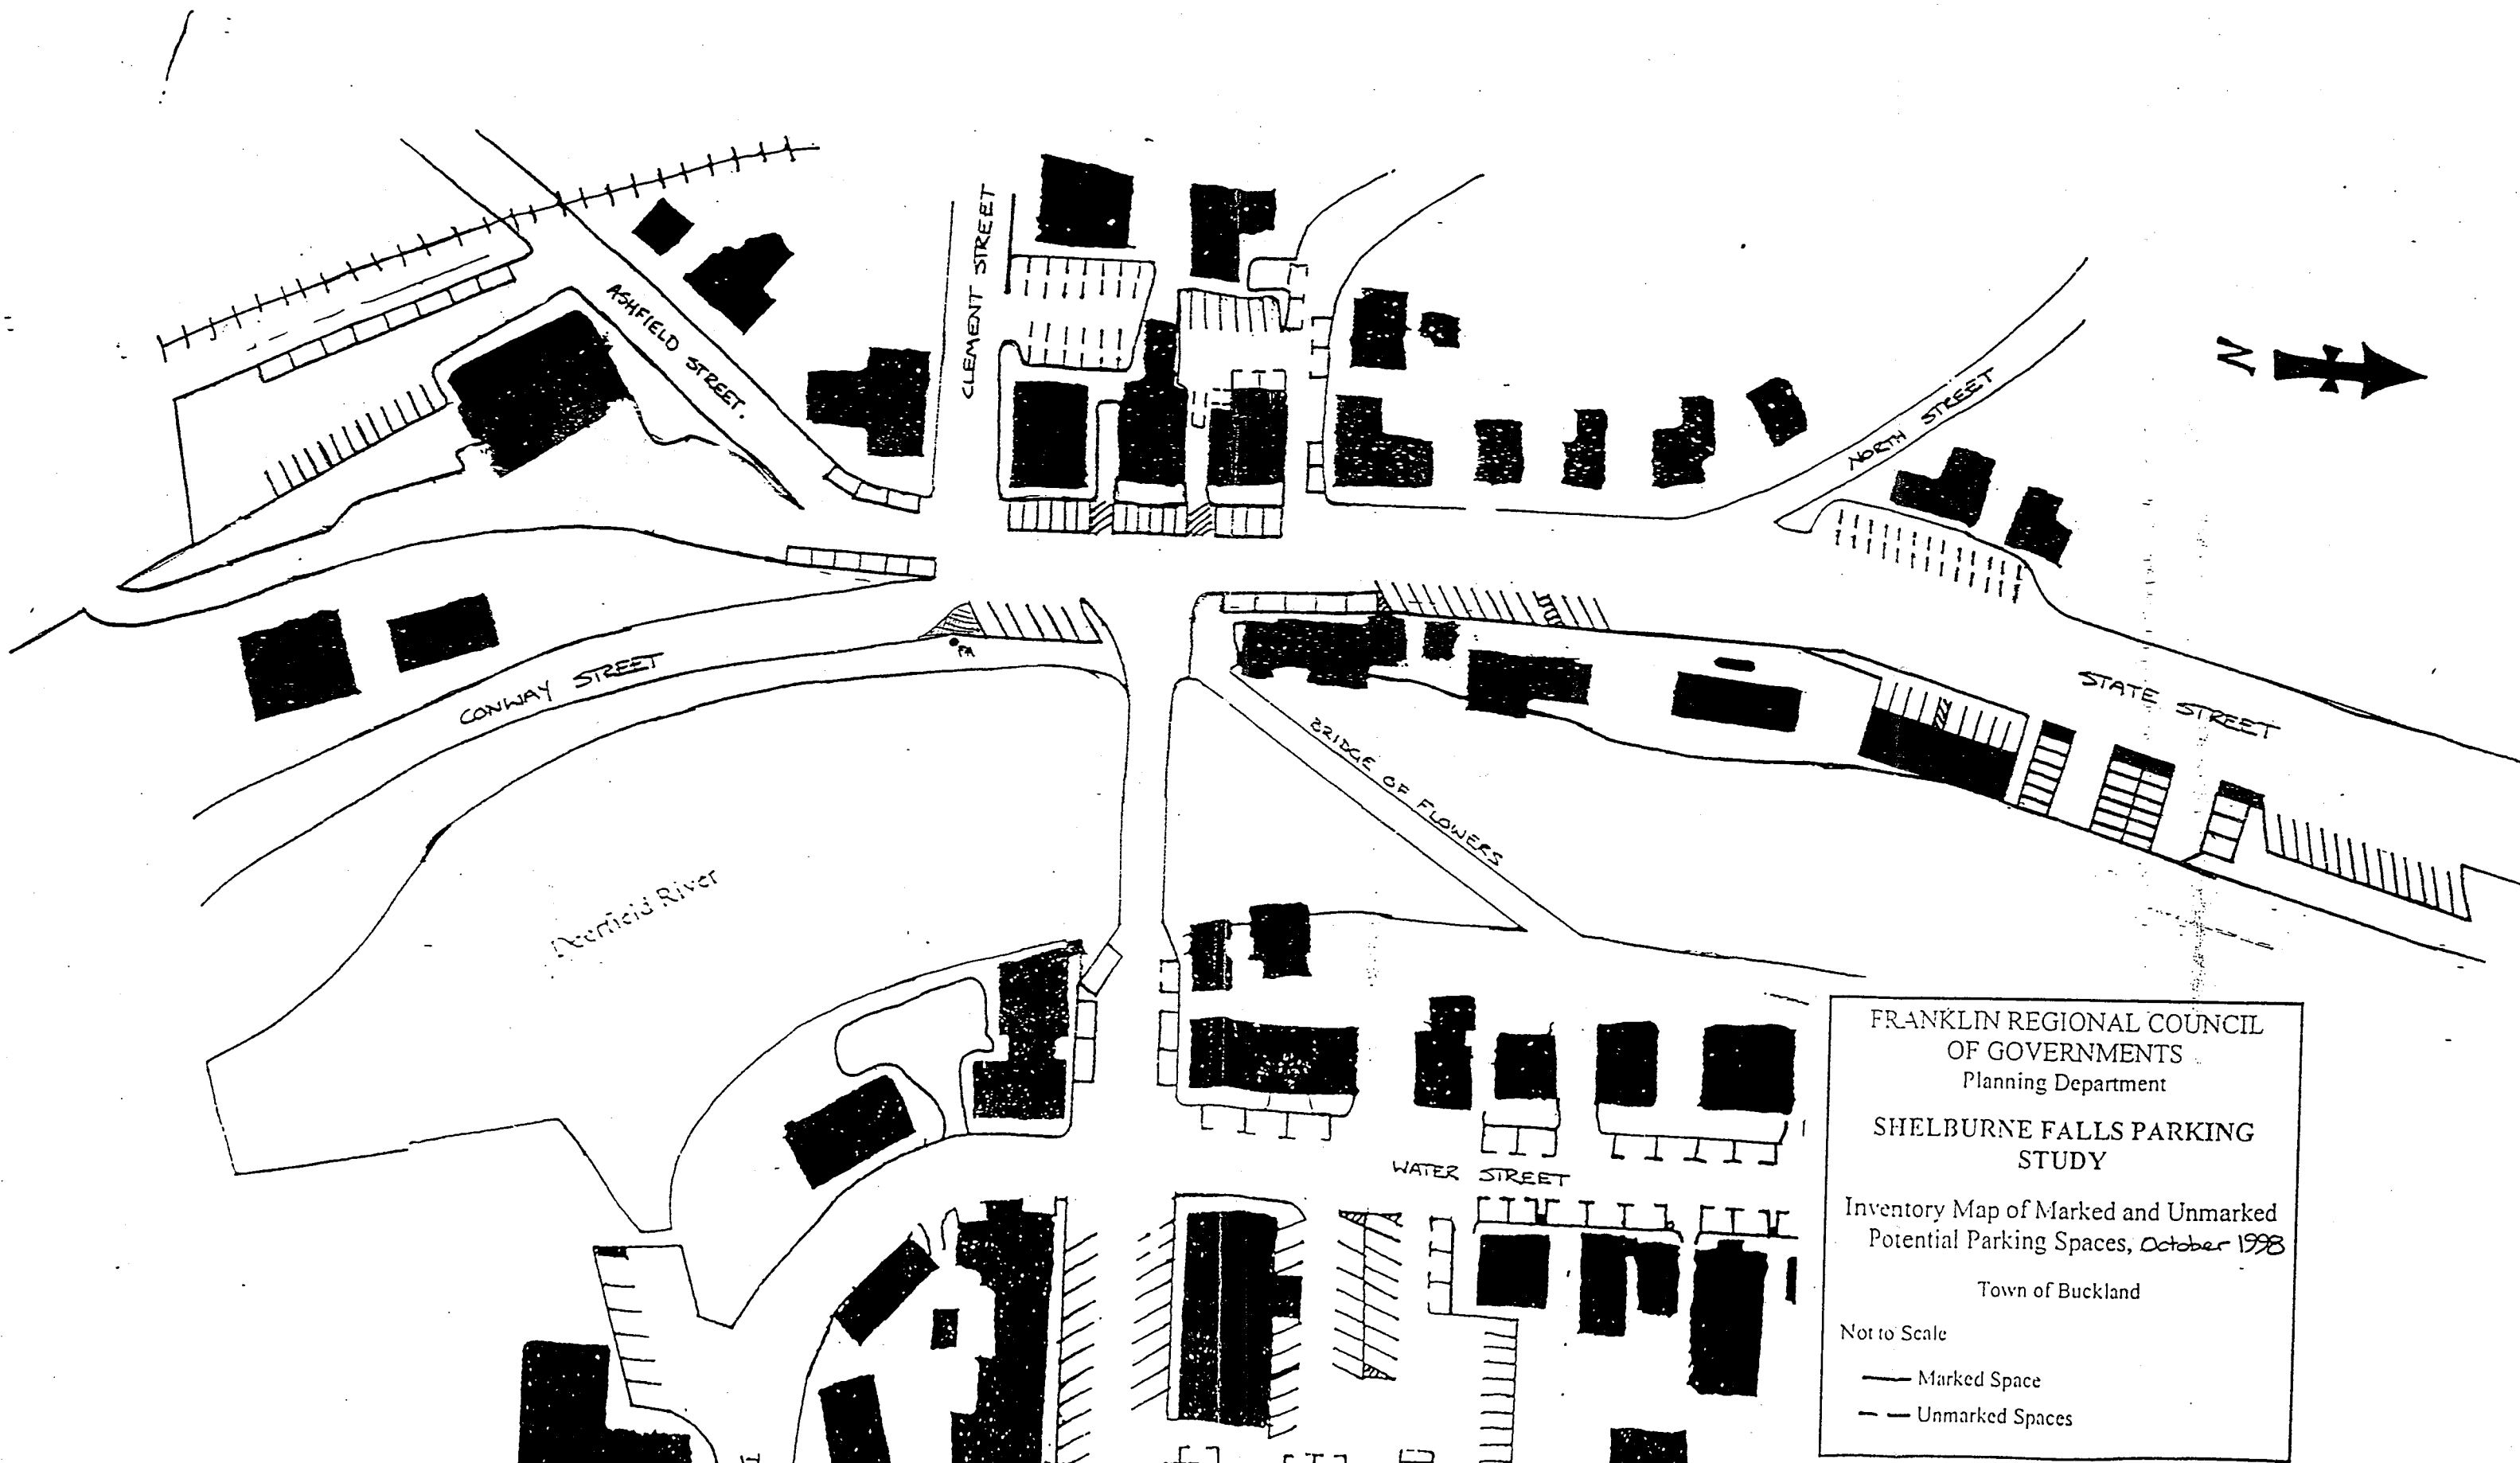 CLEMENT STREET
ASHFIELD STREET.
N
NORTH STREET
PA
CONWAY STREET
STATE STREET
BRIDGE OF FLOWERS
Deerfield River
WATER STREET
FRANKLIN REGIONAL COUNCIL
OF GOVERNMENTS
Planning Department
SHELBURNE FALLS PARKING
STUDY
Inventory Map of Marked and Unmarked
Potential Parking Spaces, October 1998
Town of Buckland
Not to Scale
Marked Space
Unmarked Spaces